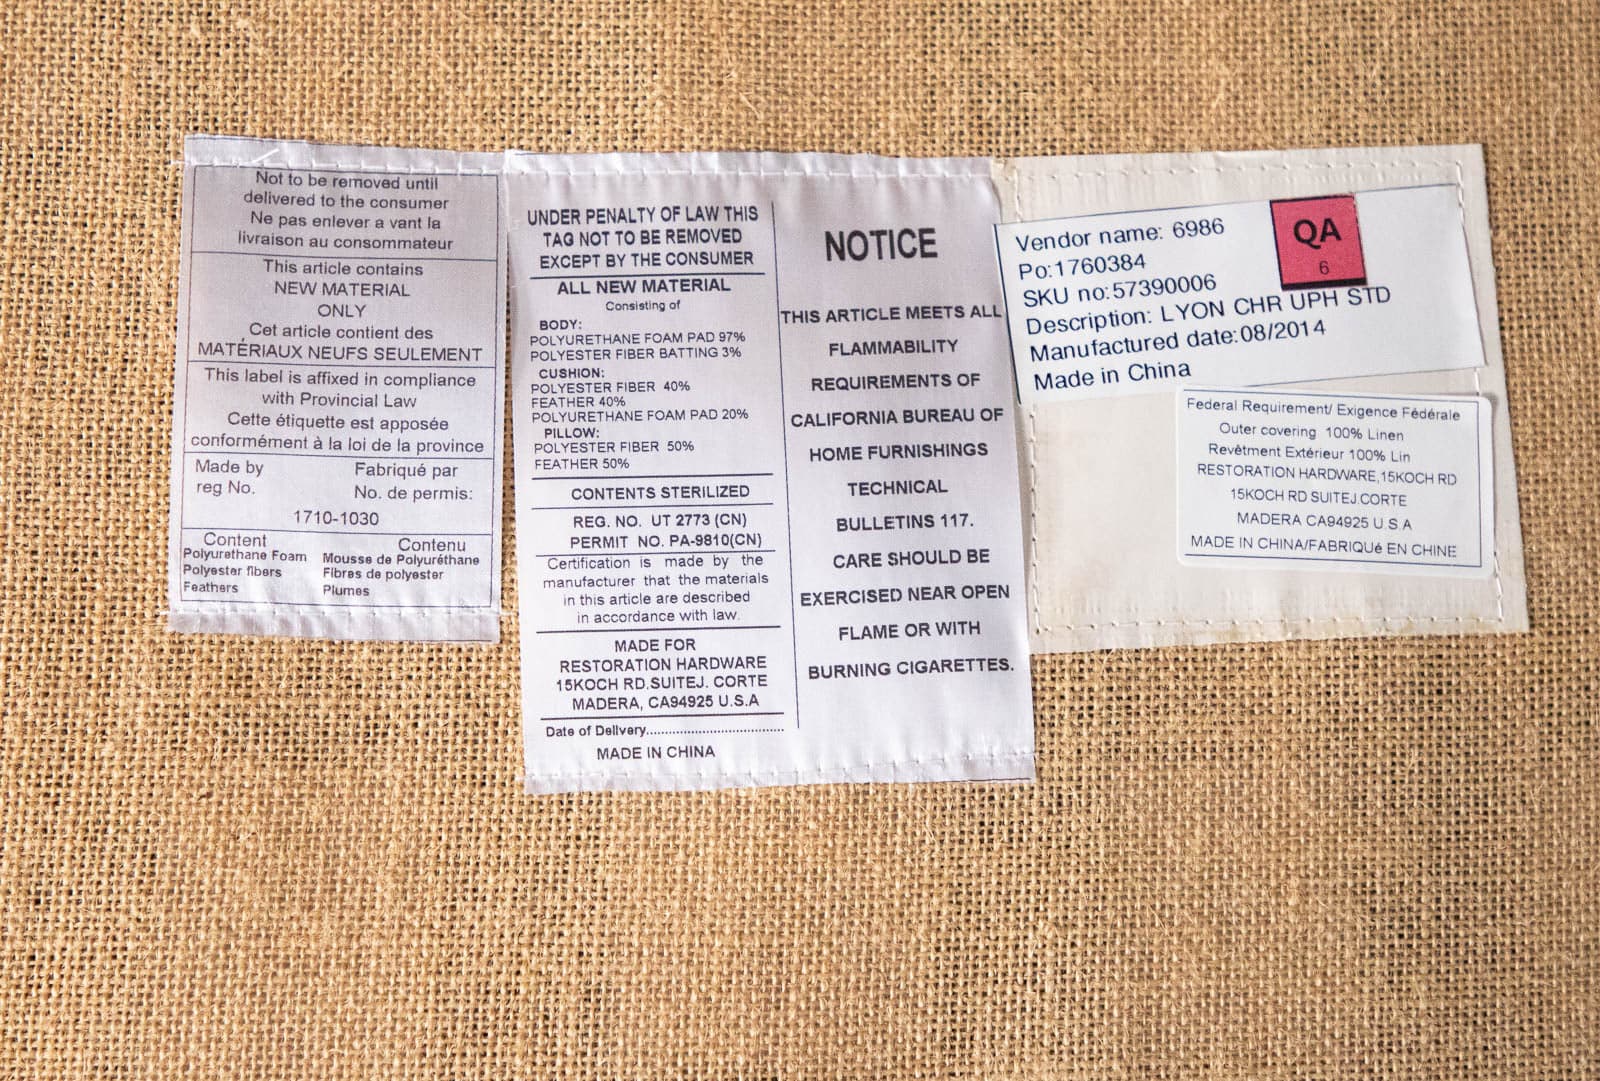 Not to be removed until
delivered to the consumer
Ne pas enlever a vant la
livraison au consommateur
This article contains
NEW MATERIAL
ONLY
Cet article contient des
MATÉRIAUX NEUFS SEULEMENT
This label is affixed in compliance
with Provincial Law
Cette étiquette est apposée
conformément à la loi de la province
Made by Fabriqué par
reg No. No. de permis:
1710-1030
Content Contenu
Polyurethane Foam Mousse de Polyuréthane
Polyester fibers Fibres de polyester
Feathers Plumes
UNDER PENALTY OF LAW THIS
TAG NOT TO BE REMOVED
EXCEPT BY THE CONSUMER
ALL NEW MATERIAL
Consisting of
BODY:
POLYURETHANE FOAM PAD 97%
POLYESTER FIBER BATTING 3%
CUSHION:
POLYESTER FIBER 40%
FEATHER 40%
POLYURETHANE FOAM PAD 20%
PILLOW:
POLYESTER FIBER 50%
FEATHER 50%
CONTENTS STERILIZED
REG. NO. UT 2773 (CN)
PERMIT NO. PA-9810(CN)
Certification is made by the
manufacturer that the materials
in this article are described
in accordance with law.
MADE FOR
RESTORATION HARDWARE
15KOCH RD.SUITEJ. CORTE
MADERA, CA94925 U.S.A
Date of Delivery....................................
MADE IN CHINA
NOTICE
THIS ARTICLE MEETS ALL
FLAMMABILITY
REQUIREMENTS OF
CALIFORNIA BUREAU OF
HOME FURNISHINGS
TECHNICAL
BULLETINS 117.
CARE SHOULD BE
EXERCISED NEAR OPEN
FLAME OR WITH
BURNING CIGARETTES.
Vendor name: 6986
Po:1760384
SKU no:57390006
Description: LYON CHR UPH STD
Manufactured date:08/2014
Made in China
QA
6
Federal Requirement/ Exigence Fédérale
Outer covering 100% Linen
Revêtment Extérieur 100% Lin
RESTORATION HARDWARE,15KOCH RD
15KOCH RD SUITEJ.CORTE
MADERA CA94925 U.S.A
MADE IN CHINA/FABRIQUé EN CHINE